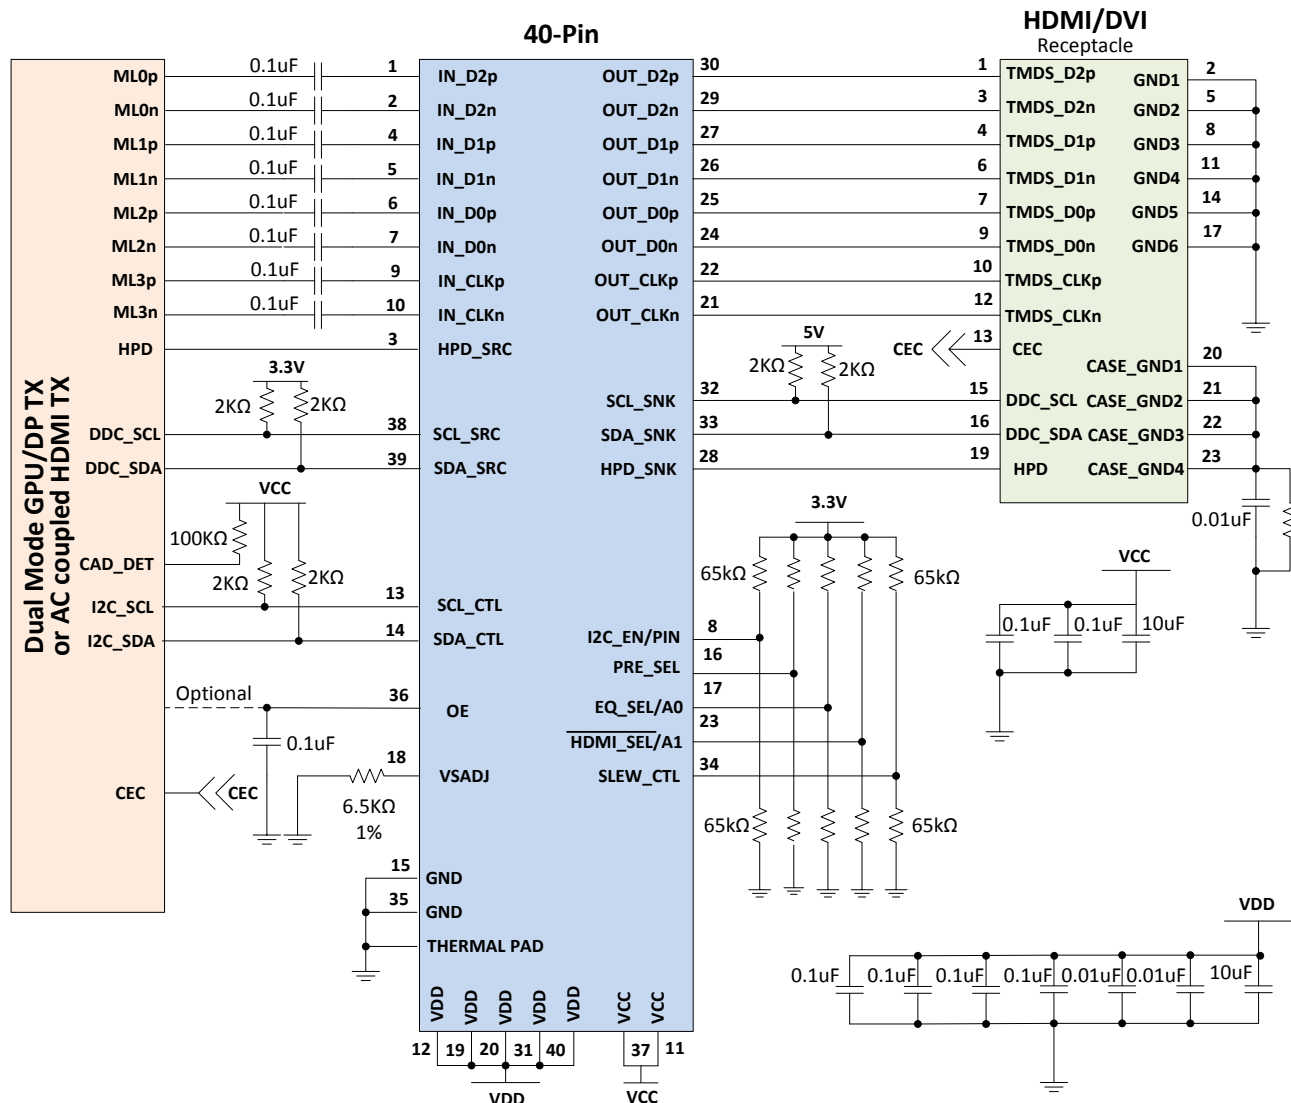 40-Pin
HDMI/DVI
Receptacle
Dual Mode GPU/DP TX
or AC coupled HDMI TX
ML0p 0.1uF 1 IN_D2p OUT_D2p 30 1 TMDS_D2p GND1 2
ML0n 0.1uF 2 IN_D2n OUT_D2n 29 3 TMDS_D2n GND2 5
ML1p 0.1uF 4 IN_D1p OUT_D1p 27 4 TMDS_D1p GND3 8
ML1n 0.1uF 5 IN_D1n OUT_D1n 26 6 TMDS_D1n GND4 11
ML2p 0.1uF 6 IN_D0p OUT_D0p 25 7 TMDS_D0p GND5 14
ML2n 0.1uF 7 IN_D0n OUT_D0n 24 9 TMDS_D0n GND6 17
ML3p 0.1uF 9 IN_CLKp OUT_CLKp 22 10 TMDS_CLKp
ML3n 0.1uF 10 IN_CLKn OUT_CLKn 21 12 TMDS_CLKn
HPD 3 HPD_SRC 5V CEC 13 CEC
3.3V 2KΩ 2KΩ CASE_GND1 20
2KΩ 2KΩ SCL_SNK 32 15 DDC_SCL CASE_GND2 21
DDC_SCL 38 SCL_SRC SDA_SNK 33 16 DDC_SDA CASE_GND3 22
DDC_SDA 39 SDA_SRC HPD_SNK 28 19 HPD CASE_GND4 23
VCC 3.3V 0.01uF
100KΩ
CAD_DET 2KΩ 2KΩ 65kΩ 65kΩ VCC
I2C_SCL 13 SCL_CTL
I2C_SDA 14 SDA_CTL I2C_EN/PIN 8 0.1uF 0.1uF 10uF
PRE_SEL 16
Optional 36 OE EQ_SEL/A0 17
0.1uF HDMI_SEL/A1 23
18 VSADJ SLEW_CTL 34
CEC CEC 6.5KΩ
1% 65kΩ 65kΩ
15 GND
35 GND
THERMAL PAD
VDD
0.1uF 0.1uF 0.1uF 0.1uF 0.01uF 0.01uF 10uF
VDD VDD VDD VDD VDD VCC VCC
12 19 20 31 40 37 11
VDD VCC